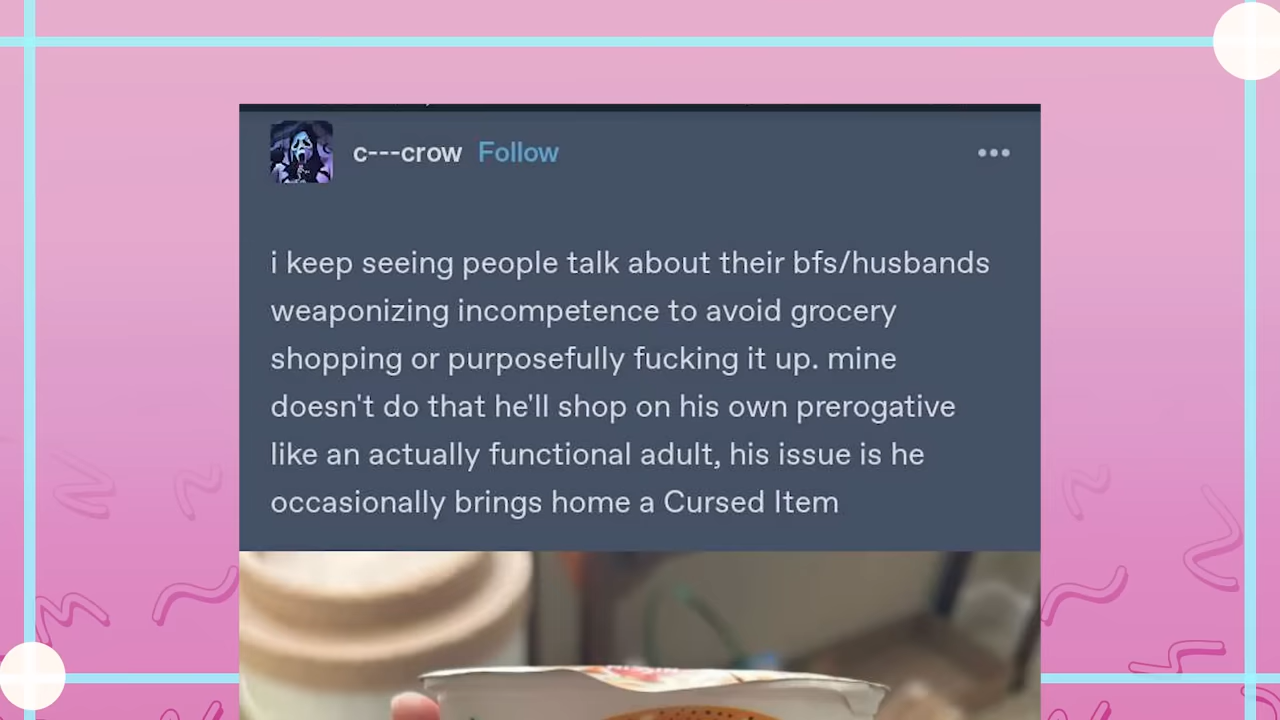 c---crow Follow
i keep seeing people talk about their bfs/husbands
weaponizing incompetence to avoid grocery
shopping or purposefully fucking it up. mine
doesn't do that he'll shop on his own prerogative
like an actually functional adult, his issue is he
occasionally brings home a Cursed Item